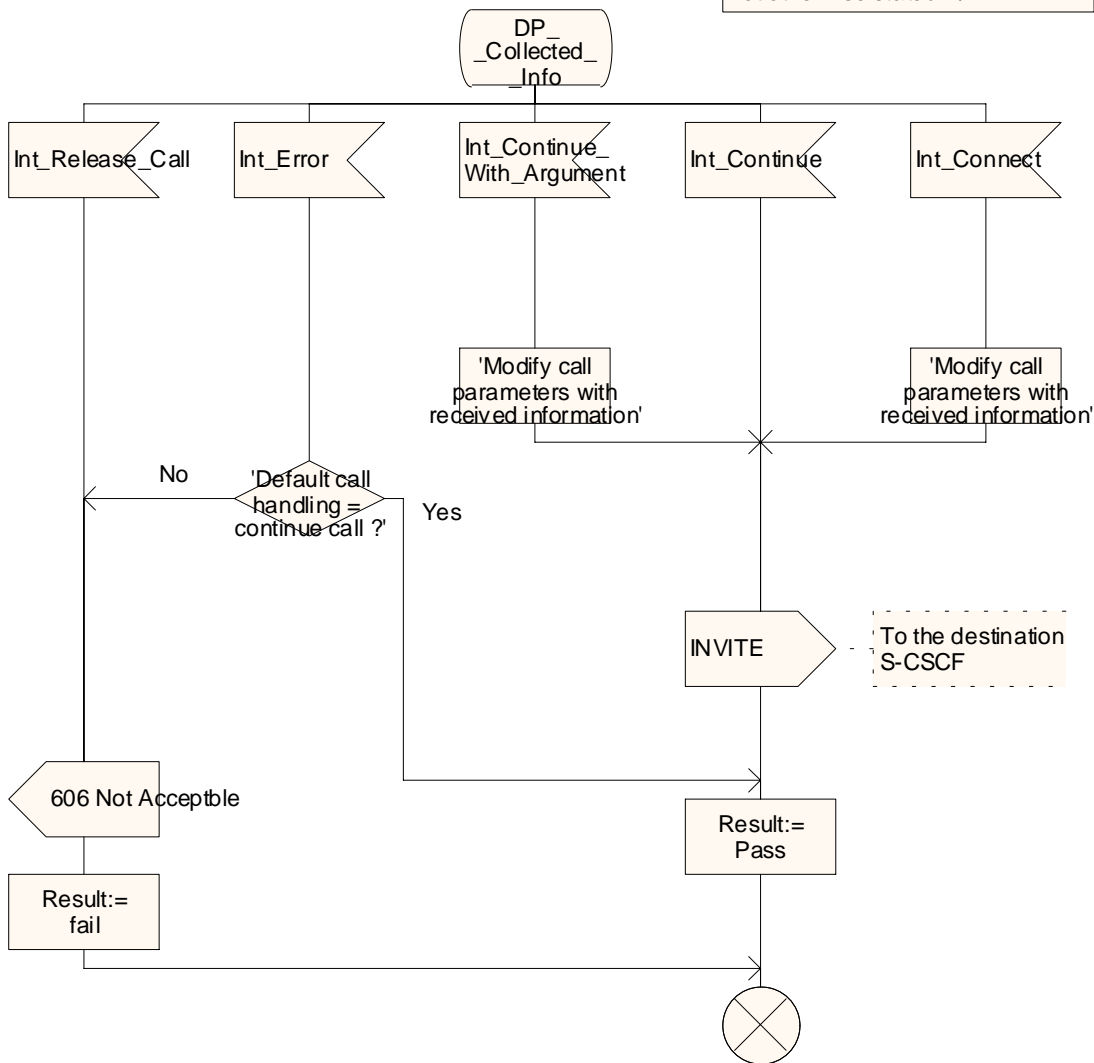 DP_
_Collected_
_Info
Int_Release_Call
Int_Error
Int_Continue_
With_Argument
Int_Continue
Int_Connect
'Modify call
parameters with
received information'
'Modify call
parameters with
received information'
No
'Default call
handling =
continue call ?'
Yes
INVITE
To the destination
S-CSCF
606 Not Acceptble
Result:=
Pass
Result:=
fail